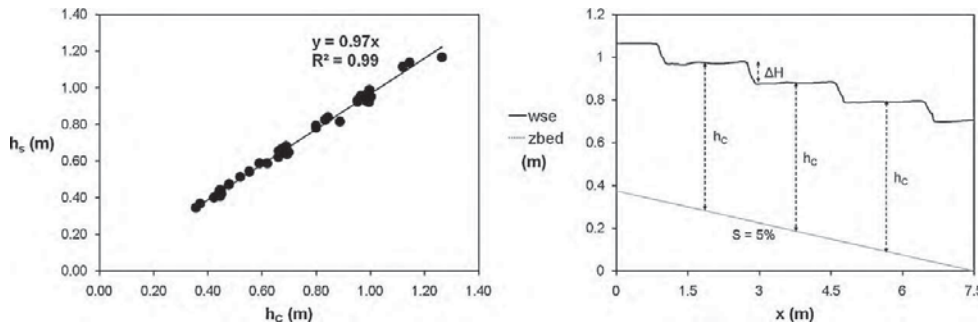 1.40
1.20
1.00
0.80
0.60
0.40
0.20
0.00
hs (m)
y = 0.97x
R² = 0.99
0.00 0.20 0.40 0.60 0.80 1.00 1.20 1.40
hC (m)
1.2
1
0.8
0.6
0.4
0.2
0
wse
zbed
(m)
ΔH
hC
hC
hC
S = 5%
0 1.5 3 4.5 6 7.5
x (m)